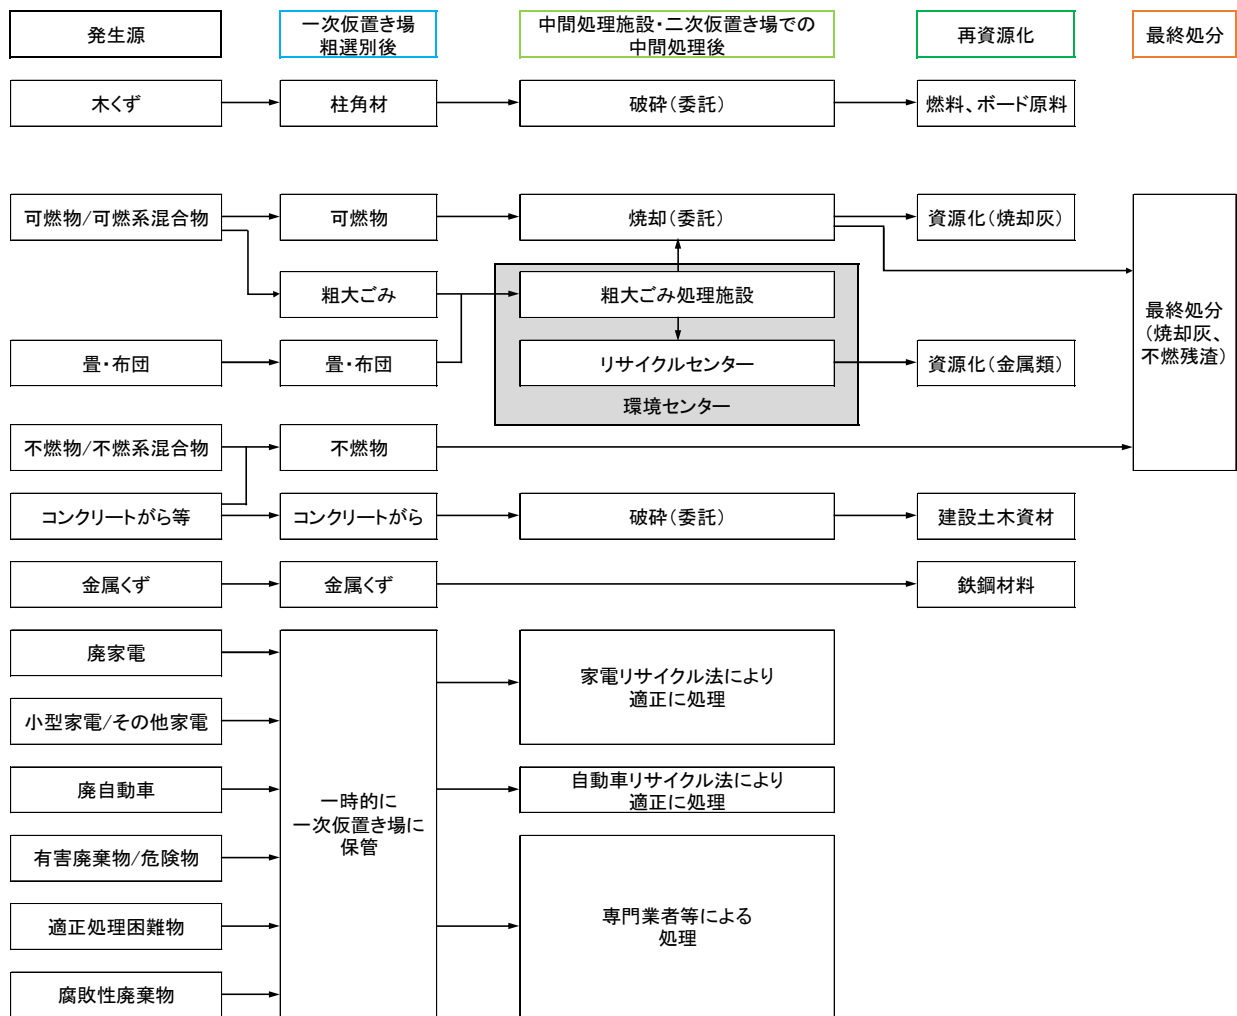 発生源
一次仮置き場
粗選別後
中間処理施設・二次仮置き場での
中間処理後
再資源化
最終処分
木くず
柱角材
破砕（委託）
燃料、ボード原料
可燃物/可燃系混合物
可燃物
焼却（委託）
資源化（焼却灰）
粗大ごみ
粗大ごみ処理施設
最終処分
（焼却灰、
不燃残渣）
畳・布団
畳・布団
リサイクルセンター
資源化（金属類）
環境センター
不燃物/不燃系混合物
不燃物
コンクリートがら等
コンクリートがら
破砕（委託）
建設土木資材
金属くず
金属くず
鉄鋼材料
廃家電
家電リサイクル法により
適正に処理
小型家電/その他家電
廃自動車
一時的に
一次仮置き場に
保管
自動車リサイクル法により
適正に処理
有害廃棄物/危険物
適正処理困難物
専門業者等による
処理
腐敗性廃棄物